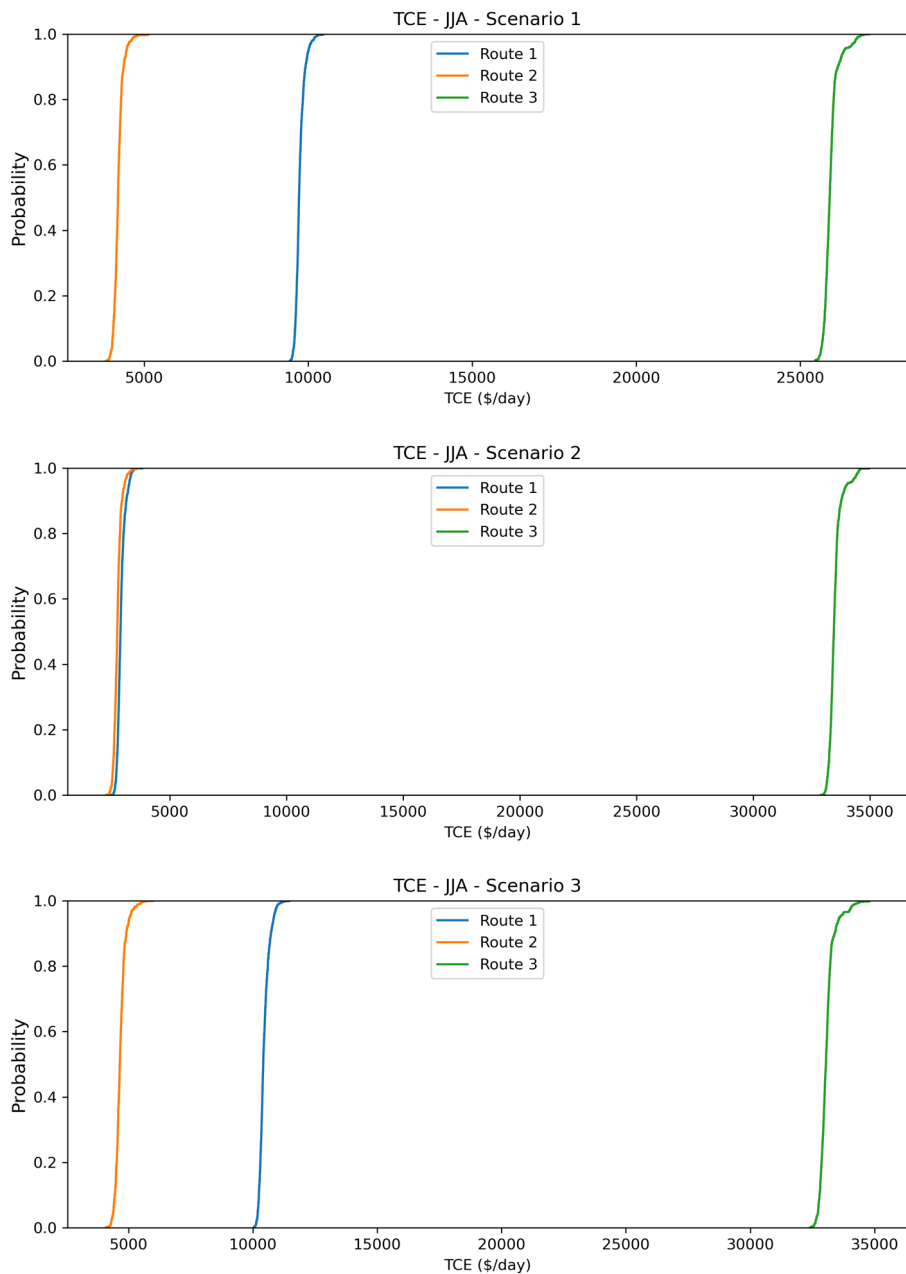 TCE - JJA - Scenario 1
1.0
0.8
0.6
0.4
0.2
0.0
Probability
Route 1
Route 2
Route 3
5000 10000 15000 20000 25000
TCE ($/day)
TCE - JJA - Scenario 2
1.0
0.8
0.6
0.4
0.2
0.0
Probability
Route 1
Route 2
Route 3
5000 10000 15000 20000 25000 30000 35000
TCE ($/day)
TCE - JJA - Scenario 3
1.0
0.8
0.6
0.4
0.2
0.0
Probability
Route 1
Route 2
Route 3
5000 10000 15000 20000 25000 30000 35000
TCE ($/day)